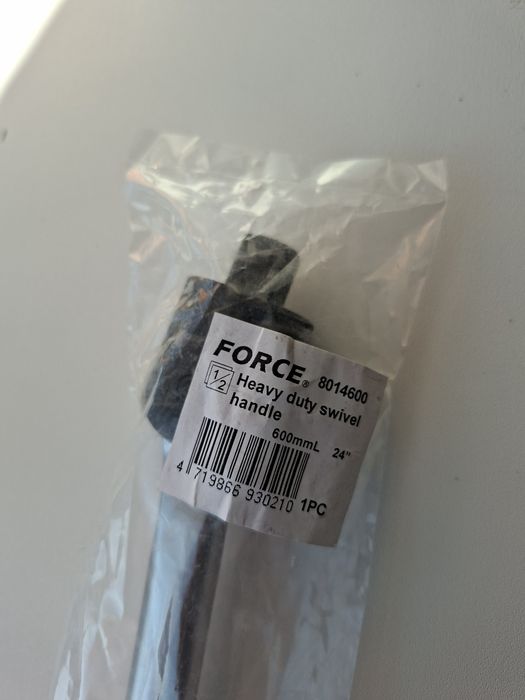 FORCE® 8014600
1/2 Heavy duty swivel
handle
600mmL 24"
4 719866 930210 1PC